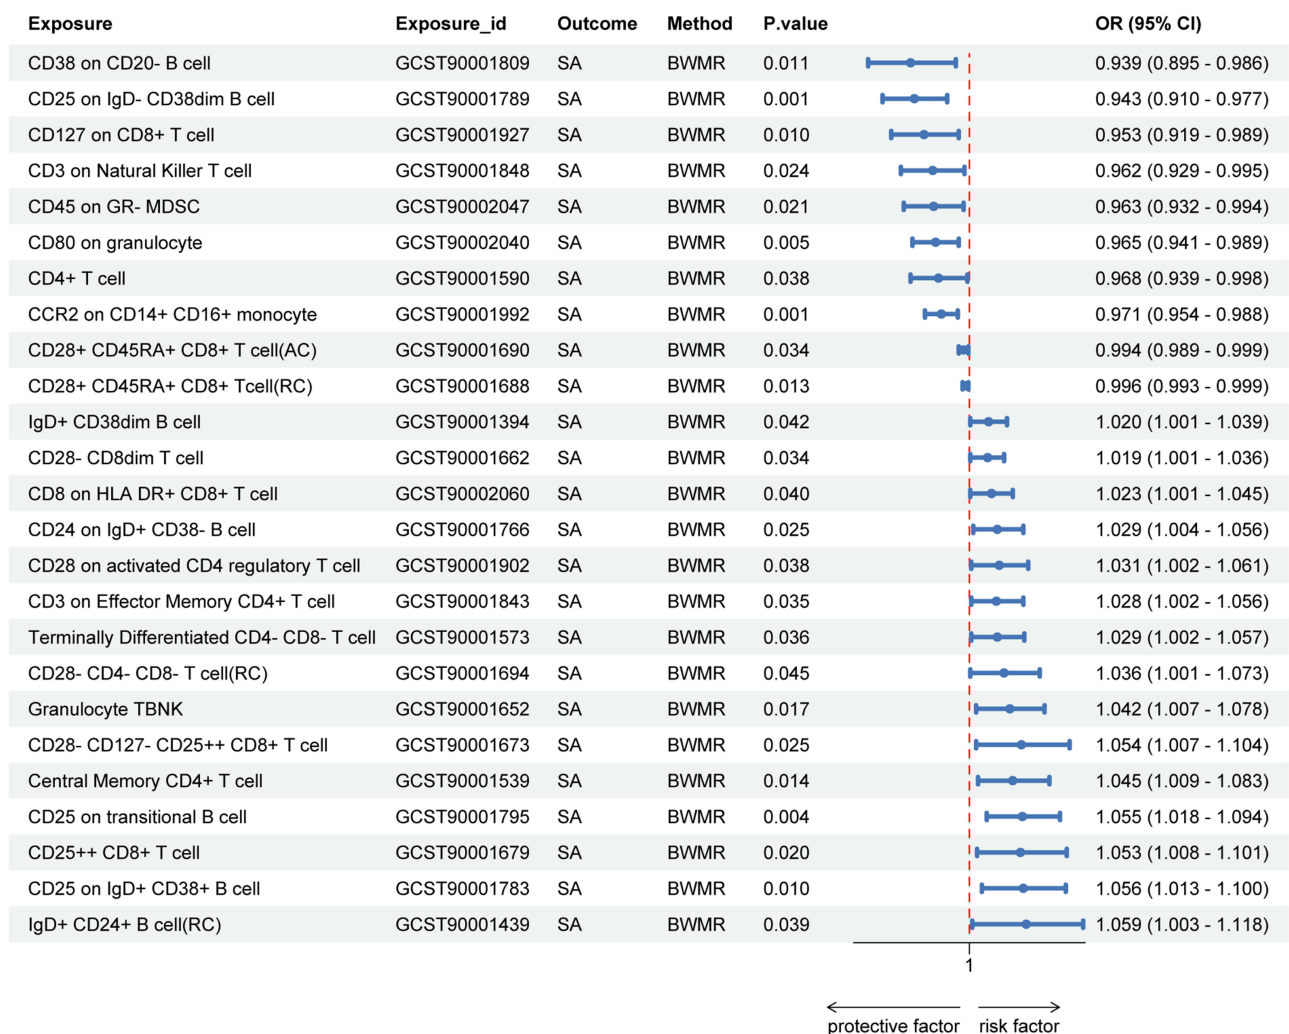 Exposure Exposure_id Outcome Method P.value OR (95% CI)
CD38 on CD20- B cell GCST90001809 SA BWMR 0.011 0.939 (0.895 - 0.986)
CD25 on IgD- CD38dim B cell GCST90001789 SA BWMR 0.001 0.943 (0.910 - 0.977)
CD127 on CD8+ T cell GCST90001927 SA BWMR 0.010 0.953 (0.919 - 0.989)
CD3 on Natural Killer T cell GCST90001848 SA BWMR 0.024 0.962 (0.929 - 0.995)
CD45 on GR- MDSC GCST90002047 SA BWMR 0.021 0.963 (0.932 - 0.994)
CD80 on granulocyte GCST90002040 SA BWMR 0.005 0.965 (0.941 - 0.989)
CD4+ T cell GCST90001590 SA BWMR 0.038 0.968 (0.939 - 0.998)
CCR2 on CD14+ CD16+ monocyte GCST90001992 SA BWMR 0.001 0.971 (0.954 - 0.988)
CD28+ CD45RA+ CD8+ T cell(AC) GCST90001690 SA BWMR 0.034 0.994 (0.989 - 0.999)
CD28+ CD45RA+ CD8+ Tcell(RC) GCST90001688 SA BWMR 0.013 0.996 (0.993 - 0.999)
IgD+ CD38dim B cell GCST90001394 SA BWMR 0.042 1.020 (1.001 - 1.039)
CD28- CD8dim T cell GCST90001662 SA BWMR 0.034 1.019 (1.001 - 1.036)
CD8 on HLA DR+ CD8+ T cell GCST90002060 SA BWMR 0.040 1.023 (1.001 - 1.045)
CD24 on IgD+ CD38- B cell GCST90001766 SA BWMR 0.025 1.029 (1.004 - 1.056)
CD28 on activated CD4 regulatory T cell GCST90001902 SA BWMR 0.038 1.031 (1.002 - 1.061)
CD3 on Effector Memory CD4+ T cell GCST90001843 SA BWMR 0.035 1.028 (1.002 - 1.056)
Terminally Differentiated CD4- CD8- T cell GCST90001573 SA BWMR 0.036 1.029 (1.002 - 1.057)
CD28- CD4- CD8- T cell(RC) GCST90001694 SA BWMR 0.045 1.036 (1.001 - 1.073)
Granulocyte TBNK GCST90001652 SA BWMR 0.017 1.042 (1.007 - 1.078)
CD28- CD127- CD25++ CD8+ T cell GCST90001673 SA BWMR 0.025 1.054 (1.007 - 1.104)
Central Memory CD4+ T cell GCST90001539 SA BWMR 0.014 1.045 (1.009 - 1.083)
CD25 on transitional B cell GCST90001795 SA BWMR 0.004 1.055 (1.018 - 1.094)
CD25++ CD8+ T cell GCST90001679 SA BWMR 0.020 1.053 (1.008 - 1.101)
CD25 on IgD+ CD38+ B cell GCST90001783 SA BWMR 0.010 1.056 (1.013 - 1.100)
IgD+ CD24+ B cell(RC) GCST90001439 SA BWMR 0.039 1.059 (1.003 - 1.118)
1
protective factor risk factor